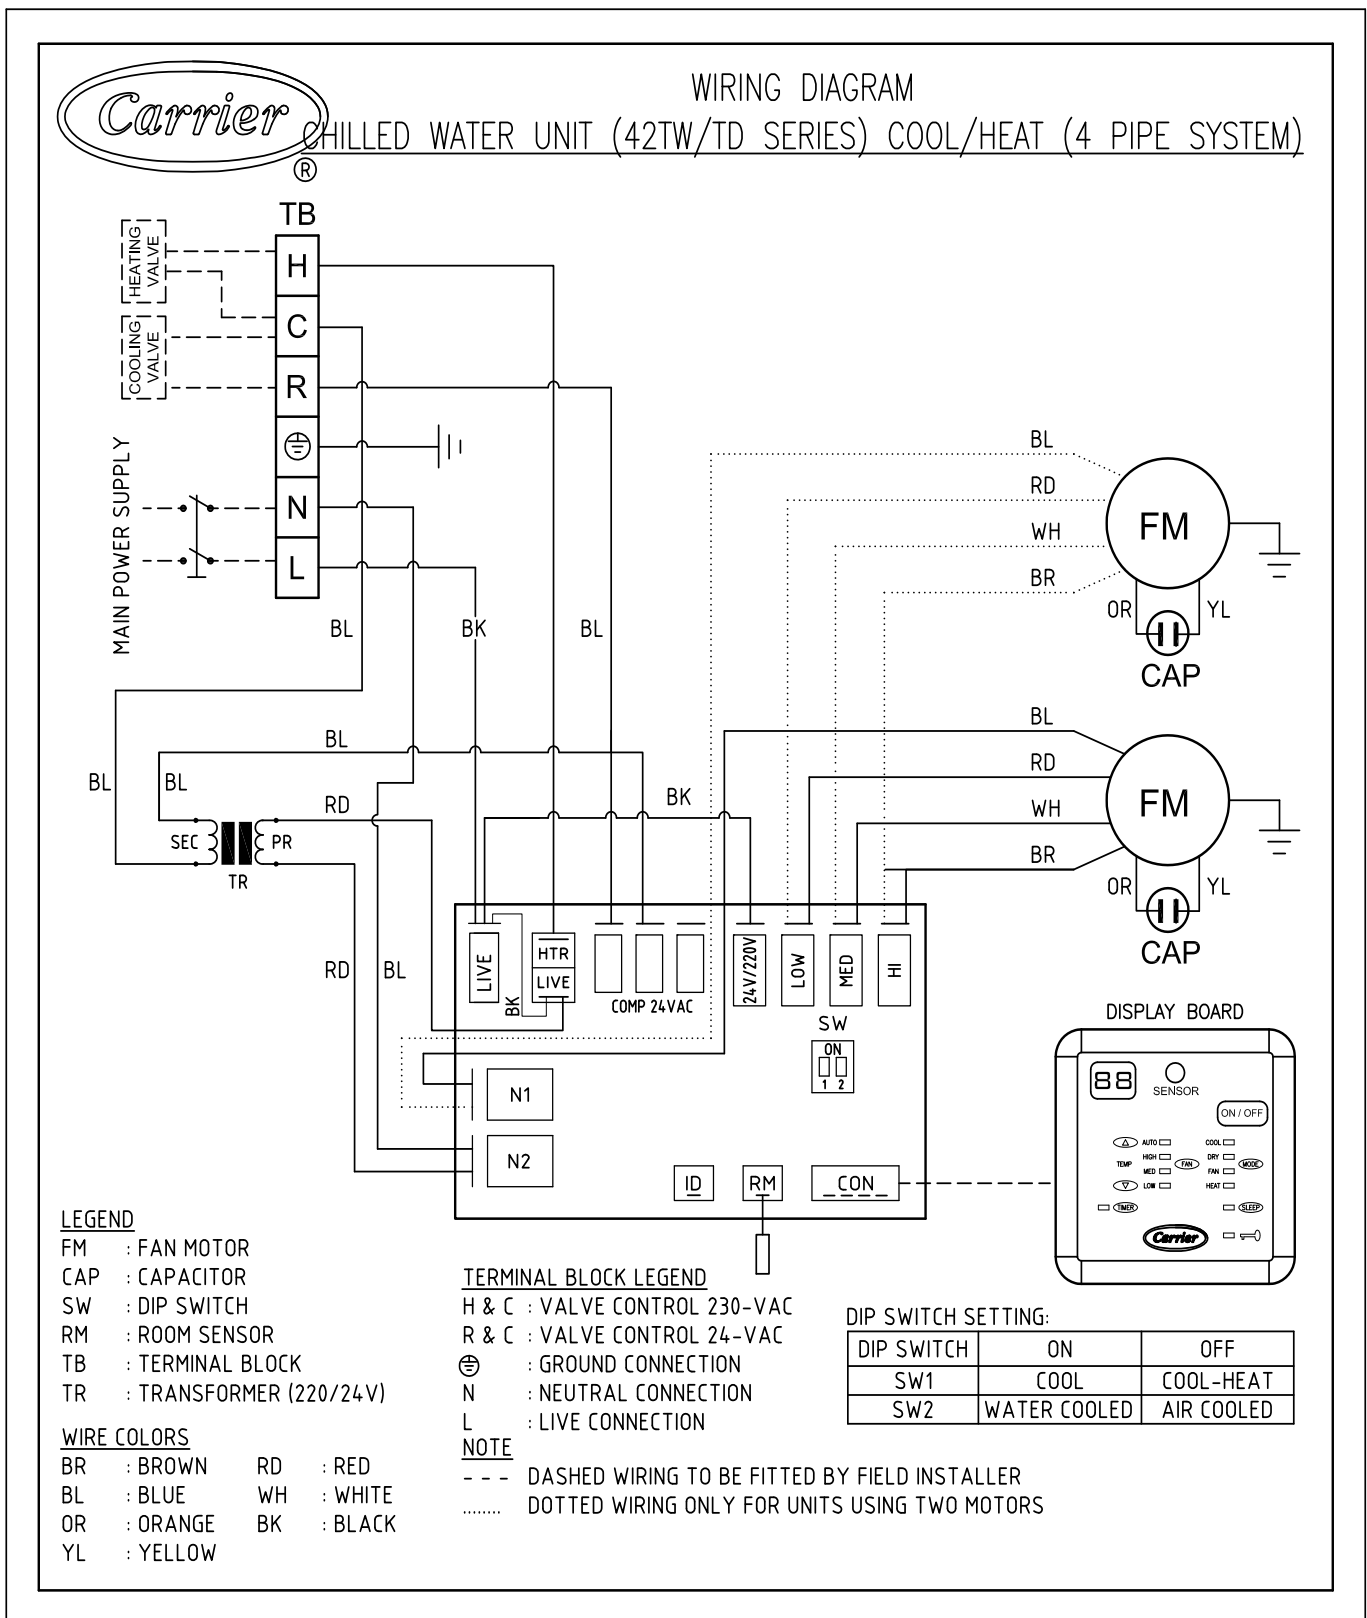 Carrier
®
WIRING DIAGRAM
CHILLED WATER UNIT (42TW/TD SERIES) COOL/HEAT (4 PIPE SYSTEM)
TB
HEATING
VALVE
COOLING
VALVE
MAIN POWER SUPPLY
H
C
R
N
L
BL
BK
BL
BL
RD
WH
BR
FM
OR
YL
CAP
BL
RD
WH
BR
FM
OR
YL
CAP
BL
BL
BL
RD
BK
SEC
PR
TR
RD
BL
LIVE
BK
HTR
LIVE
COMP 24VAC
24V/220V
LOW
MED
HI
SW
ON
1 2
N1
N2
ID
RM
CON
DISPLAY BOARD
88
SENSOR
ON / OFF
AUTO
COOL
HIGH
DRY
TEMP
FAN
MODE
MED
FAN
LOW
HEAT
TIMER
SLEEP
Carrier
LEGEND
FM : FAN MOTOR
CAP : CAPACITOR
SW : DIP SWITCH
RM : ROOM SENSOR
TB : TERMINAL BLOCK
TR : TRANSFORMER (220/24V)
WIRE COLORS
BR : BROWN RD : RED
BL : BLUE WH : WHITE
OR : ORANGE BK : BLACK
YL : YELLOW
TERMINAL BLOCK LEGEND
H & C : VALVE CONTROL 230-VAC
R & C : VALVE CONTROL 24-VAC
: GROUND CONNECTION
N : NEUTRAL CONNECTION
L : LIVE CONNECTION
NOTE
- - - DASHED WIRING TO BE FITTED BY FIELD INSTALLER
........ DOTTED WIRING ONLY FOR UNITS USING TWO MOTORS
DIP SWITCH SETTING:
DIP SWITCH ON OFF
SW1 COOL COOL-HEAT
SW2 WATER COOLED AIR COOLED